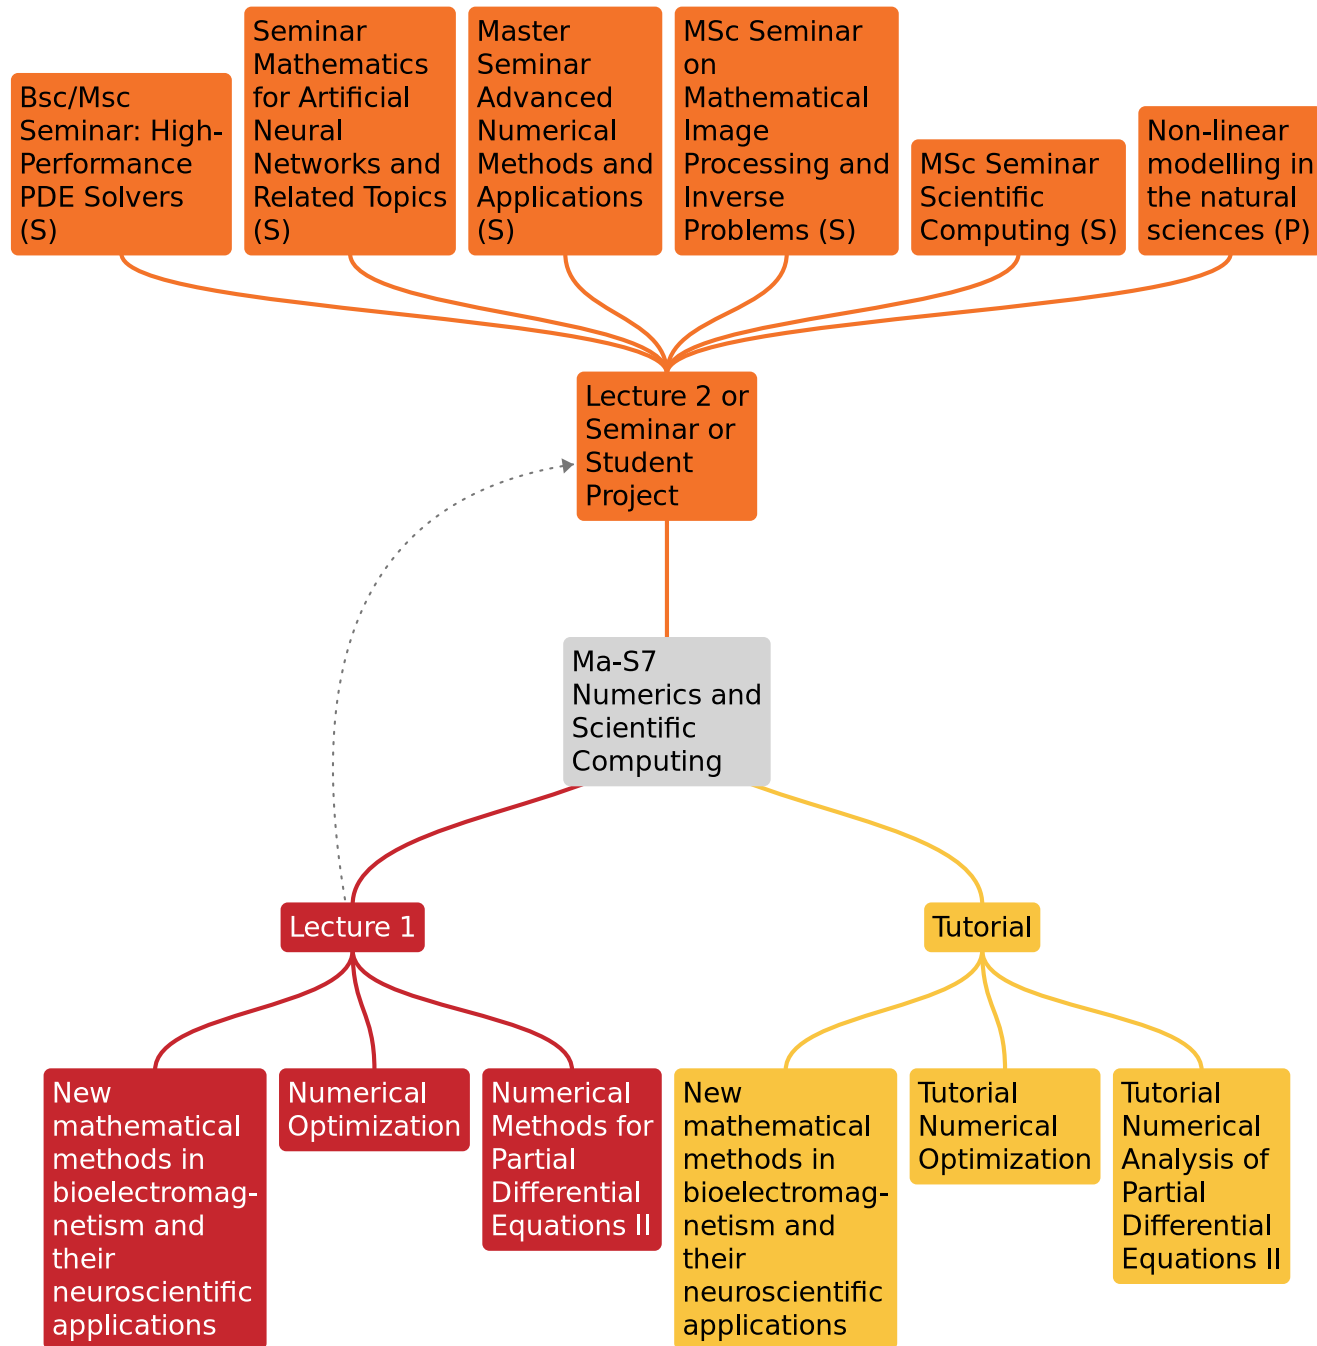 Bsc/Msc
Seminar: High-
Performance
PDE Solvers
(S)
Seminar
Mathematics
for Artificial
Neural
Networks and
Related Topics
(S)
Master
Seminar
Advanced
Numerical
Methods and
Applications
(S)
MSc Seminar
on
Mathematical
Image
Processing and
Inverse
Problems (S)
MSc Seminar
Scientific
Computing (S)
Non-linear
modelling in
the natural
sciences (P)
Lecture 2 or
Seminar or
Student
Project
Ma-S7
Numerics and
Scientific
Computing
Lecture 1
Tutorial
New
mathematical
methods in
bioelectromag-
netism and
their
neuroscientific
applications
Numerical
Optimization
Numerical
Methods for
Partial
Differential
Equations II
New
mathematical
methods in
bioelectromag-
netism and
their
neuroscientific
applications
Tutorial
Numerical
Optimization
Tutorial
Numerical
Analysis of
Partial
Differential
Equations II